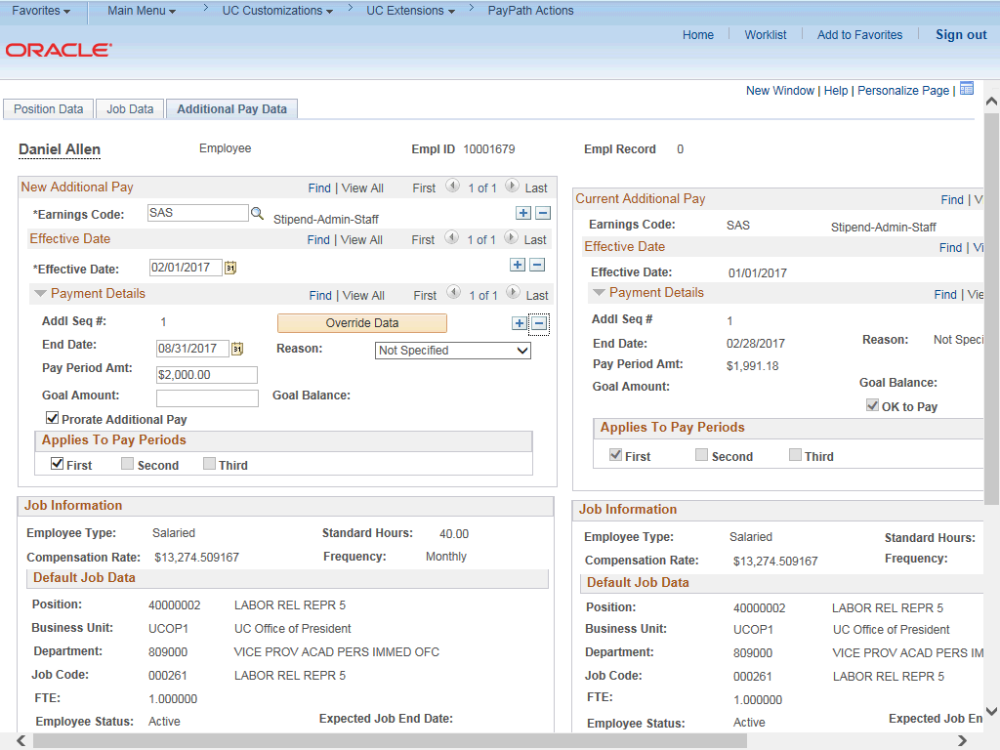 Favorites Main Menu UC Customizations UC Extensions PayPath Actions
Home Worklist Add to Favorites Sign out
ORACLE
New Window | Help | Personalize Page |
Position Data Job Data Additional Pay Data
Daniel Allen Employee Empl ID 10001679 Empl Record 0
New Additional Pay Find | View All First 1 of 1 Last
*Earnings Code: SAS Stipend-Admin-Staff
Effective Date Find | View All First 1 of 1 Last
*Effective Date: 02/01/2017
Payment Details Find | View All First 1 of 1 Last
Addl Seq #: 1 Override Data
End Date: 08/31/2017 Reason: Not Specified
Pay Period Amt: $2,000.00
Goal Amount: Goal Balance:
Prorate Additional Pay
Applies To Pay Periods
First Second Third
Job Information
Employee Type: Salaried Standard Hours: 40.00
Compensation Rate: $13,274.509167 Frequency: Monthly
Default Job Data
Position: 40000002 LABOR REL REPR 5
Business Unit: UCOP1 UC Office of President
Department: 809000 VICE PROV ACAD PERS IMMED OFC
Job Code: 000261 LABOR REL REPR 5
FTE: 1.000000
Employee Status: Active Expected Job End Date:
Current Additional Pay Find | V
Earnings Code: SAS Stipend-Admin-Staff
Effective Date Find | Vi
Effective Date: 01/01/2017
Payment Details Find | Vie
Addl Seq # 1
End Date: 02/28/2017 Reason: Not Speci
Pay Period Amt: $1,991.18
Goal Amount: Goal Balance:
OK to Pay
Applies To Pay Periods
First Second Third
Job Information
Employee Type: Salaried Standard Hours:
Compensation Rate: $13,274.509167 Frequency:
Default Job Data
Position: 40000002 LABOR REL REPR 5
Business Unit: UCOP1 UC Office of President
Department: 809000 VICE PROV ACAD PERS IM
Job Code: 000261 LABOR REL REPR 5
FTE: 1.000000
Employee Status: Active Expected Job En